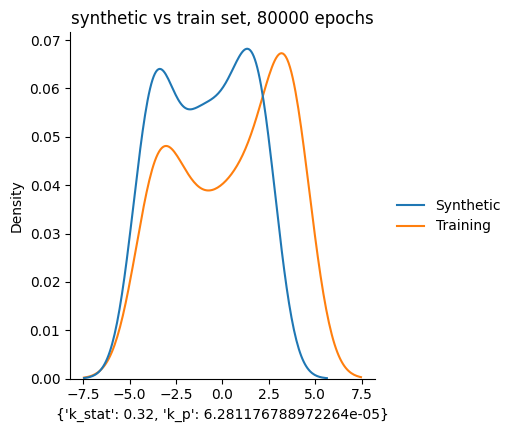 synthetic vs train set, 80000 epochs
0.07
0.06
0.05
0.04
0.03
0.02
0.01
0.00
Density
−7.5 −5.0 −2.5 0.0 2.5 5.0 7.5
{'k_stat': 0.32, 'k_p': 6.281176788972264e-05}
Synthetic
Training